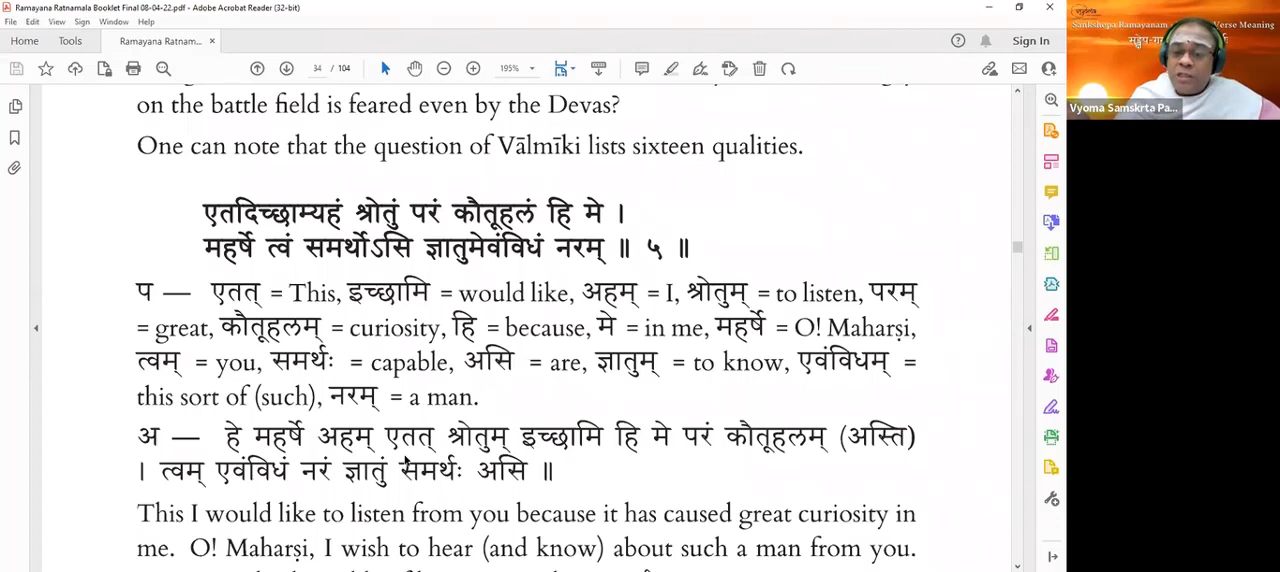 Ramayana Ratnamala Booklet Final 08-04-22.pdf - Adobe Acrobat Reader (32-bit)
File Edit View Sign Window Help
Home Tools Ramayana Ratnam... × Sign In
34 / 104 195%
on the battle field is feared even by the Devas?
One can note that the question of Vālmīki lists sixteen qualities.
एतदिच्छाम्यहं श्रोतुं परं कौतूहलं हि मे ।
महर्षे त्वं समर्थोऽसि ज्ञातुमेवंविधं नरम् ॥ ५ ॥
प — एतत् = This, इच्छामि = would like, अहम् = I, श्रोतुम् = to listen, परम्
= great, कौतूहलम् = curiosity, हि = because, मे = in me, महर्षे = O! Maharṣi,
त्वम् = you, समर्थः = capable, असि = are, ज्ञातुम् = to know, एवंविधम् =
this sort of (such), नरम् = a man.
अ — हे महर्षे अहम् एतत् श्रोतुम् इच्छामि हि मे परं कौतूहलम् (अस्ति)
। त्वम् एवंविधं नरं ज्ञातुं समर्थः असि ॥
This I would like to listen from you because it has caused great curiosity in
me. O! Maharṣi, I wish to hear (and know) about such a man from you.
vyoma
Sankshepa Ramayanam Verse Meaning
Vyoma Samskrta Pa...